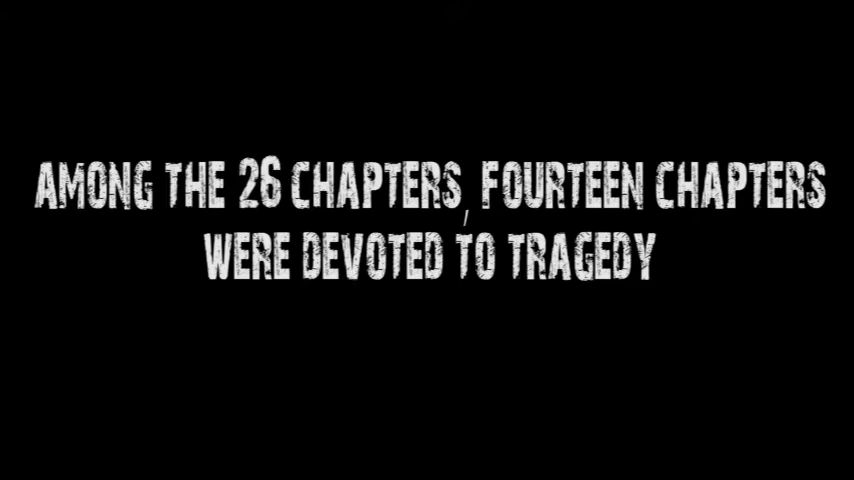 AMONG THE 26 CHAPTERS, FOURTEEN CHAPTERS
WERE DEVOTED TO TRAGEDY